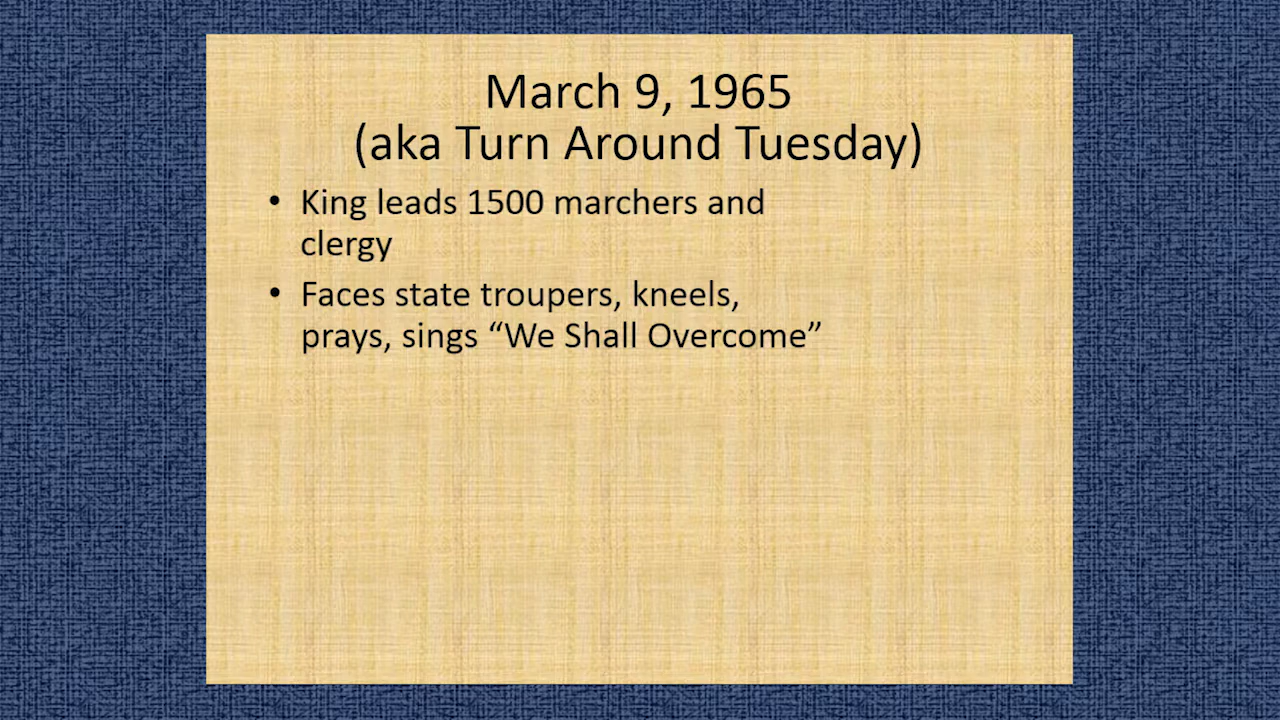 March 9, 1965
(aka Turn Around Tuesday)
• King leads 1500 marchers and
clergy
• Faces state troupers, kneels,
prays, sings “We Shall Overcome”